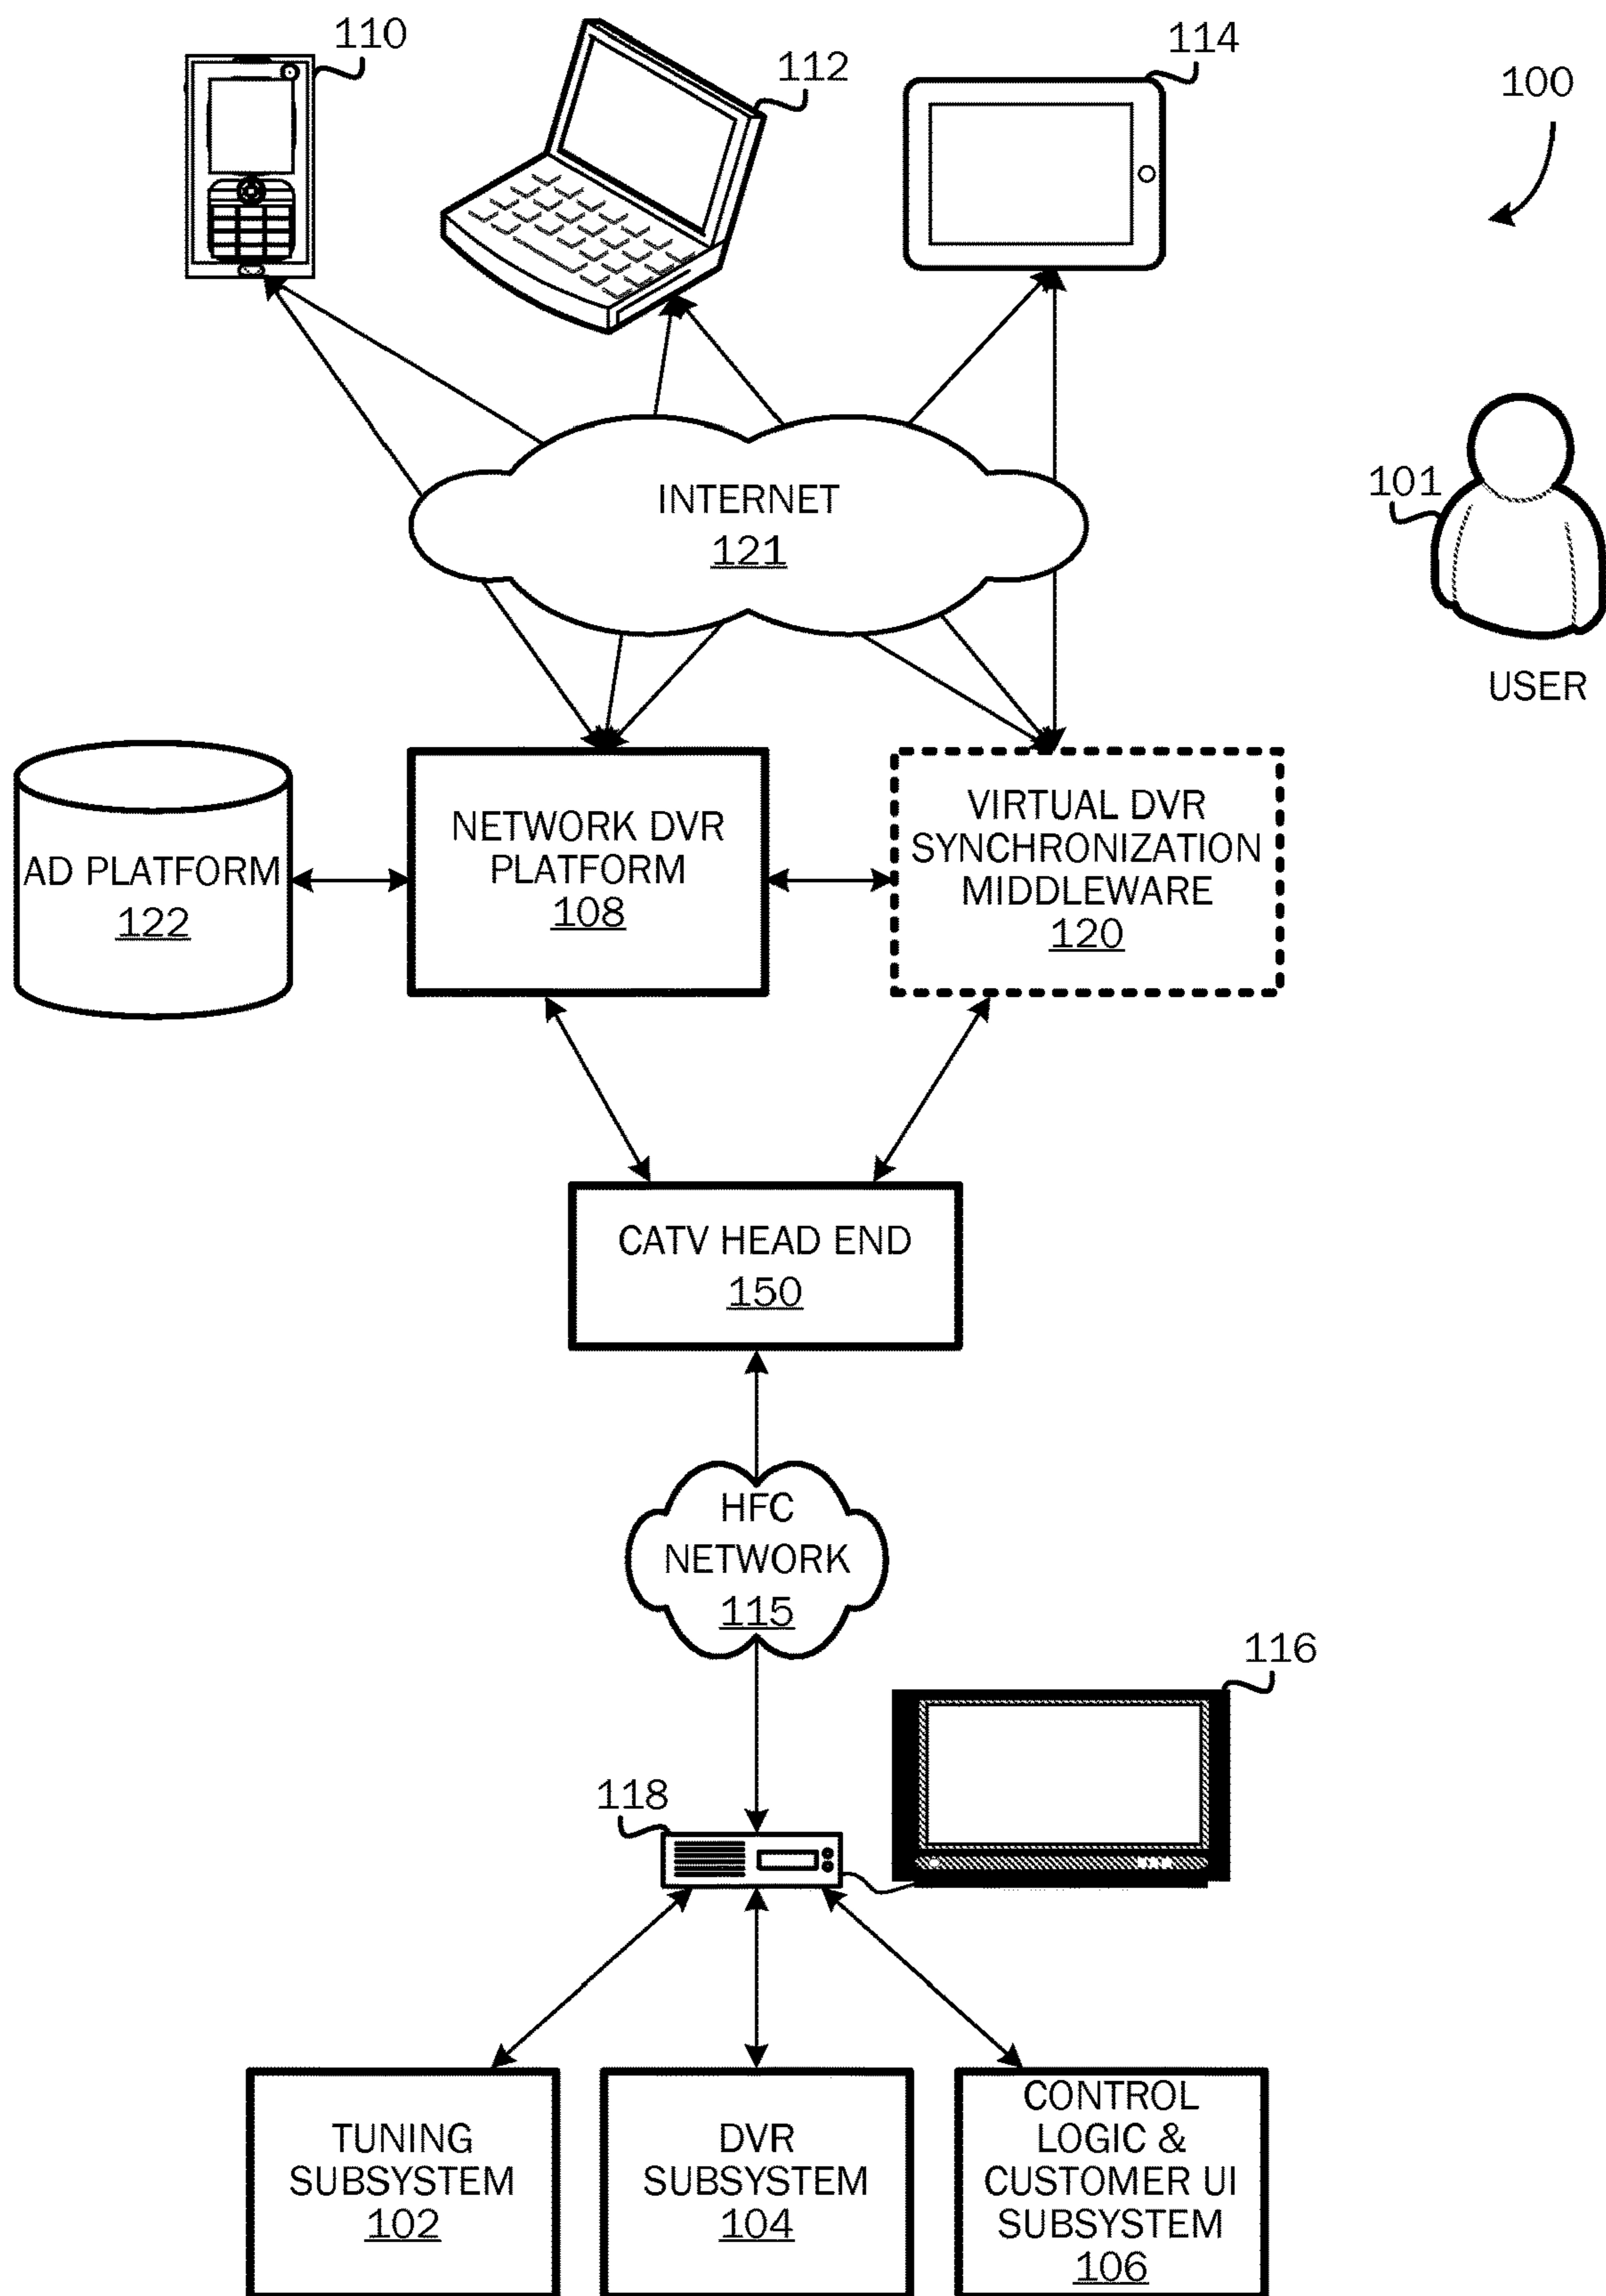 110
112
114
100
INTERNET
121
101
USER
AD PLATFORM
122
NETWORK DVR
PLATFORM
108
VIRTUAL DVR
SYNCHRONIZATION
MIDDLEWARE
120
CATV HEAD END
150
HFC
NETWORK
115
116
118
TUNING
SUBSYSTEM
102
DVR
SUBSYSTEM
104
CONTROL
LOGIC &
CUSTOMER UI
SUBSYSTEM
106